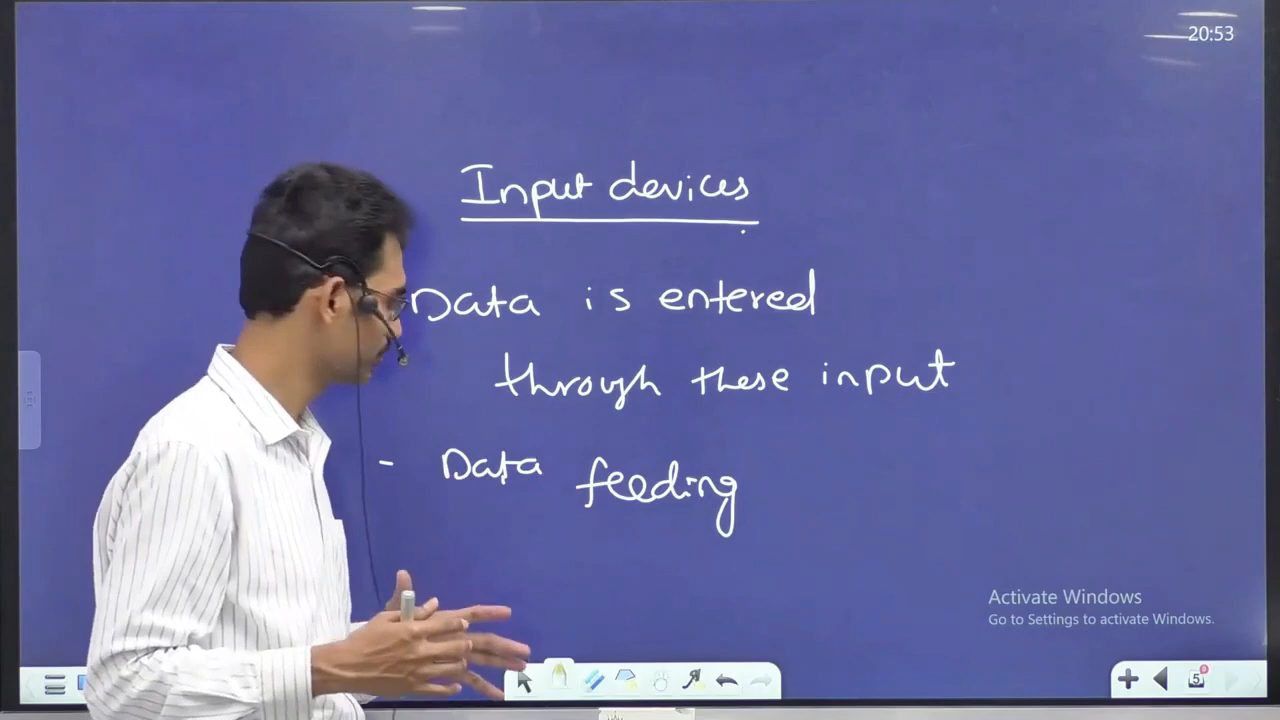 20:53
Input devices
Data is entered
through these input
- Data feeding
Activate Windows
Go to Settings to activate Windows.
5